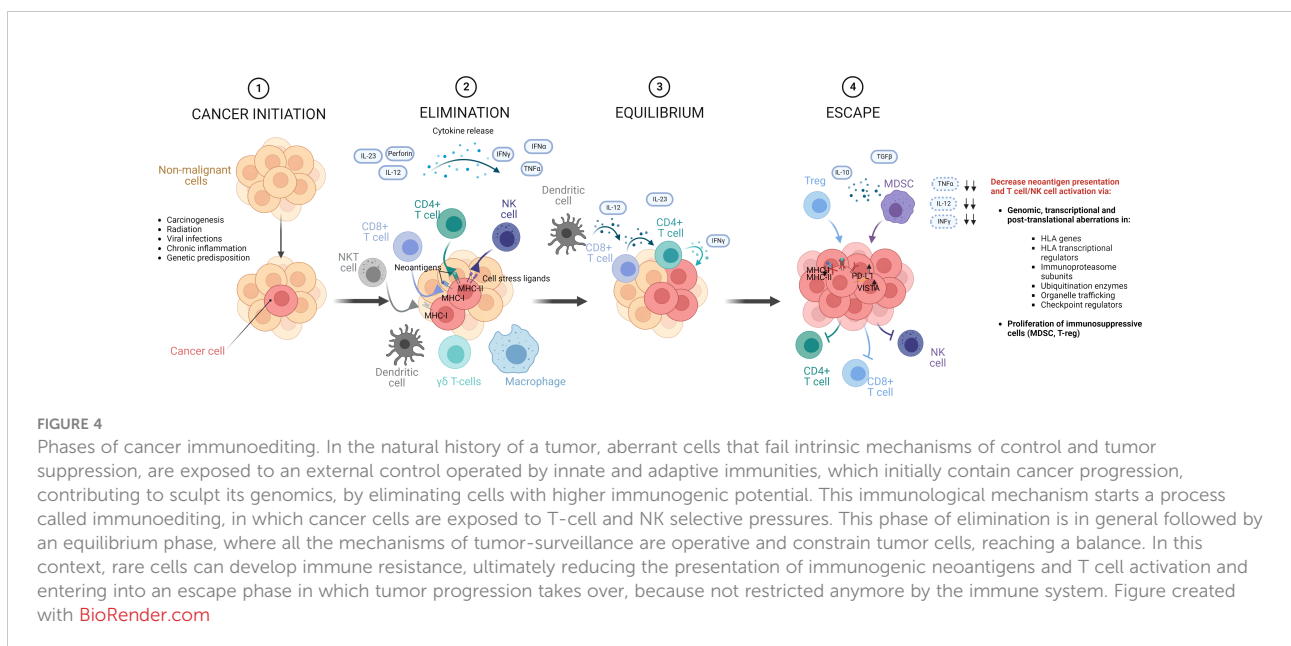 1
CANCER INITIATION
Non-malignant
cells
• Carcinogenesis
• Radiation
• Viral infections
• Chronic inflammation
• Genetic predisposition
Cancer cell
2
ELIMINATION
Cytokine release
IL-23
Perforin
IL-12
IFNγ
IFNα
TNFα
CD4+
T cell
NK
cell
CD8+
T cell
NKT
cell
Neoantigens
Cell stress ligands
MHC-II
MHC-I
MHC-I
Dendritic
cell
γδ T-cells
Macrophage
3
EQUILIBRIUM
Dendritic
cell
IL-12
IL-23
CD4+
T cell
CD8+
T cell
IFNγ
4
ESCAPE
TGFβ
IL-10
Treg
MDSC
MHC-I
MHC-II
PD-L1
VISTA
CD4+
T cell
CD8+
T cell
NK
cell
TNFα
IL-12
INFγ
Decrease neoantigen presentation
and T cell/NK cell activation via:
• Genomic, transcriptional and
post-translational aberrations in:
▪ HLA genes
▪ HLA transcriptional
regulators
▪ Immunoproteasome
subunits
▪ Ubiquitination enzymes
▪ Organelle trafficking
▪ Checkpoint regulators
• Proliferation of immunosuppressive
cells (MDSC, T-reg)
FIGURE 4
Phases of cancer immunoediting. In the natural history of a tumor, aberrant cells that fail intrinsic mechanisms of control and tumor
suppression, are exposed to an external control operated by innate and adaptive immunities, which initially contain cancer progression,
contributing to sculpt its genomics, by eliminating cells with higher immunogenic potential. This immunological mechanism starts a process
called immunoediting, in which cancer cells are exposed to T-cell and NK selective pressures. This phase of elimination is in general followed by
an equilibrium phase, where all the mechanisms of tumor-surveillance are operative and constrain tumor cells, reaching a balance. In this
context, rare cells can develop immune resistance, ultimately reducing the presentation of immunogenic neoantigens and T cell activation and
entering into an escape phase in which tumor progression takes over, because not restricted anymore by the immune system. Figure created
with BioRender.com